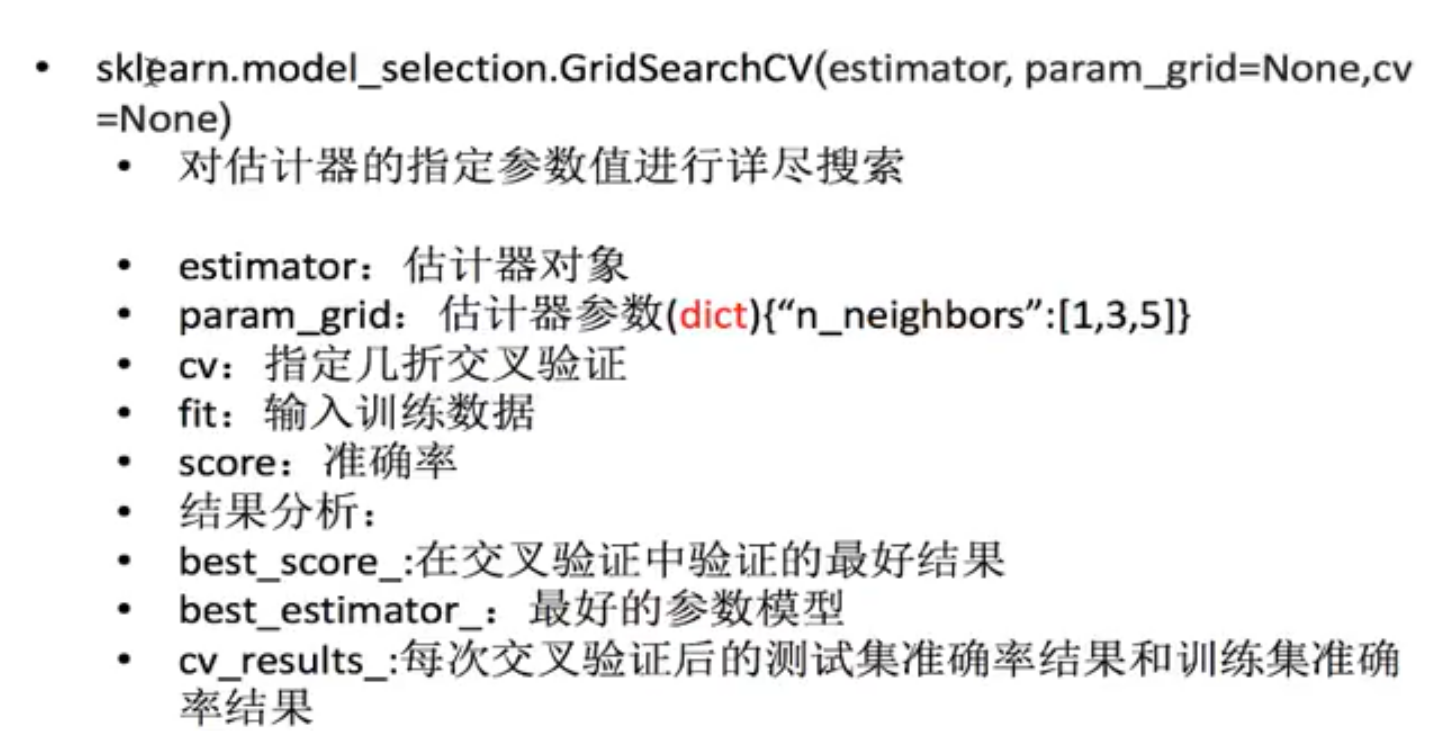 • sklearn.model_selection.GridSearchCV(estimator, param_grid=None,cv
=None)
• 对估计器的指定参数值进行详尽搜索
• estimator：估计器对象
• param_grid：估计器参数(dict){“n_neighbors”:[1,3,5]}
• cv：指定几折交叉验证
• fit：输入训练数据
• score：准确率
• 结果分析：
• best_score_:在交叉验证中验证的最好结果
• best_estimator_：最好的参数模型
• cv_results_:每次交叉验证后的测试集准确率结果和训练集准确
率结果